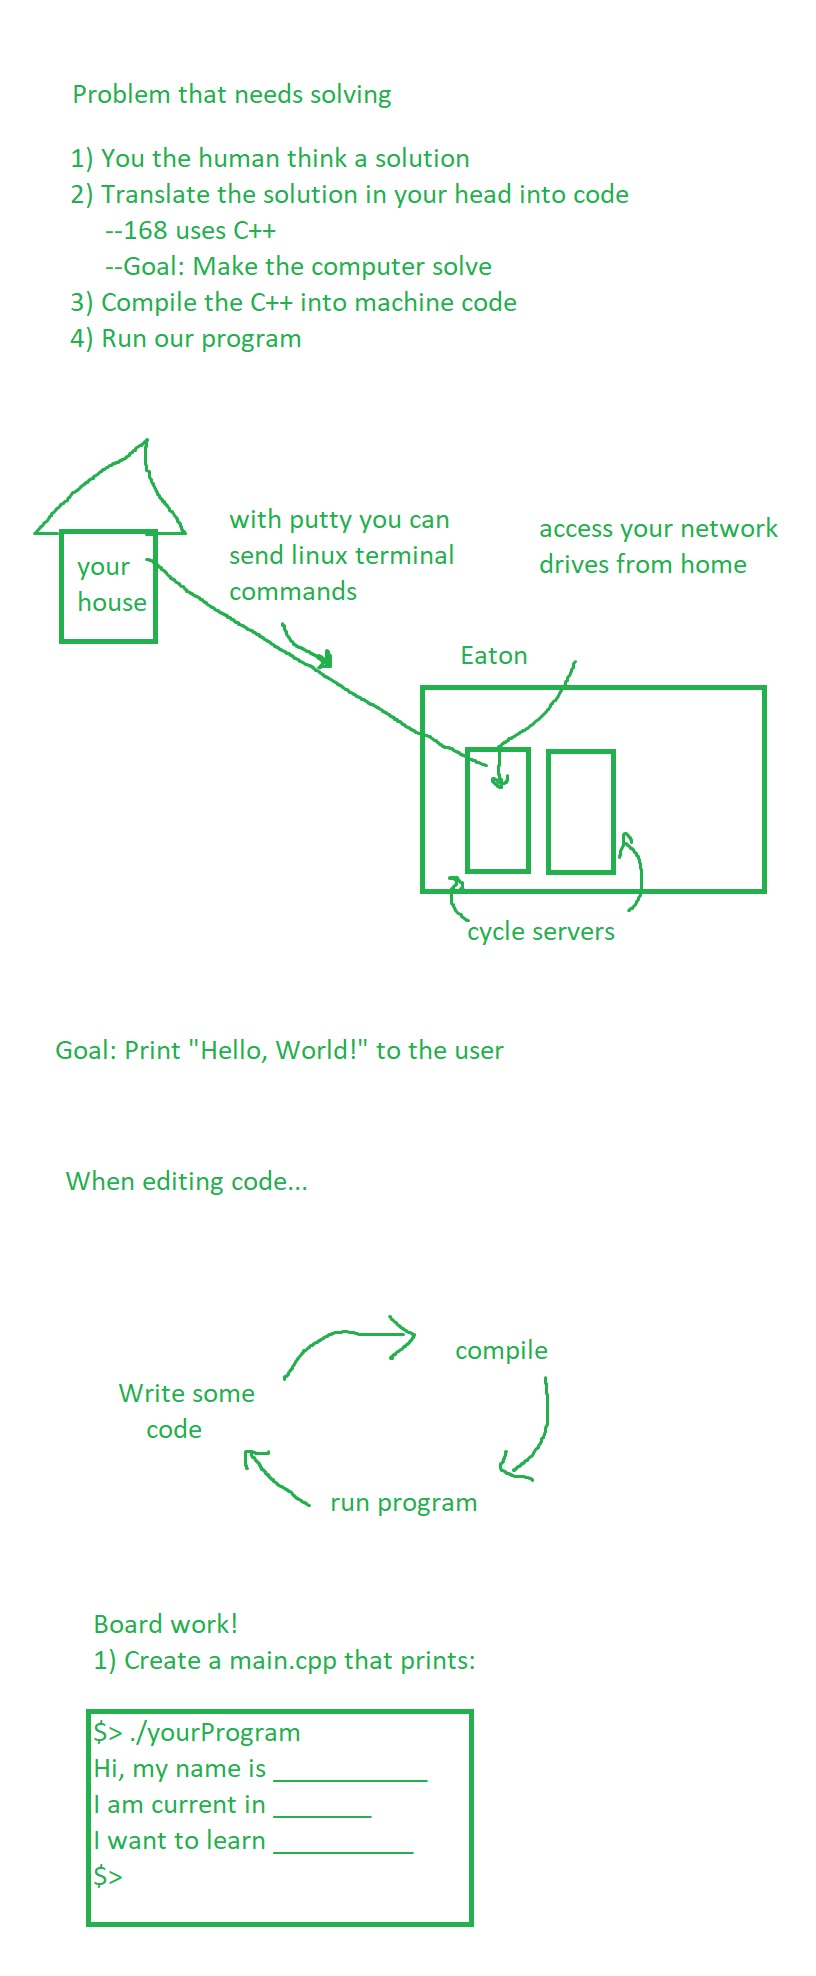 Problem that needs solving
1) You the human think a solution
2) Translate the solution in your head into code
--168 uses C++
--Goal: Make the computer solve
3) Compile the C++ into machine code
4) Run our program
your
house
with putty you can
send linux terminal
commands
access your network
drives from home
Eaton
cycle servers
Goal: Print "Hello, World!" to the user
When editing code...
Write some
code
compile
run program
Board work!
1) Create a main.cpp that prints:
$> ./yourProgram
Hi, my name is ___________
I am current in _______
I want to learn __________
$>